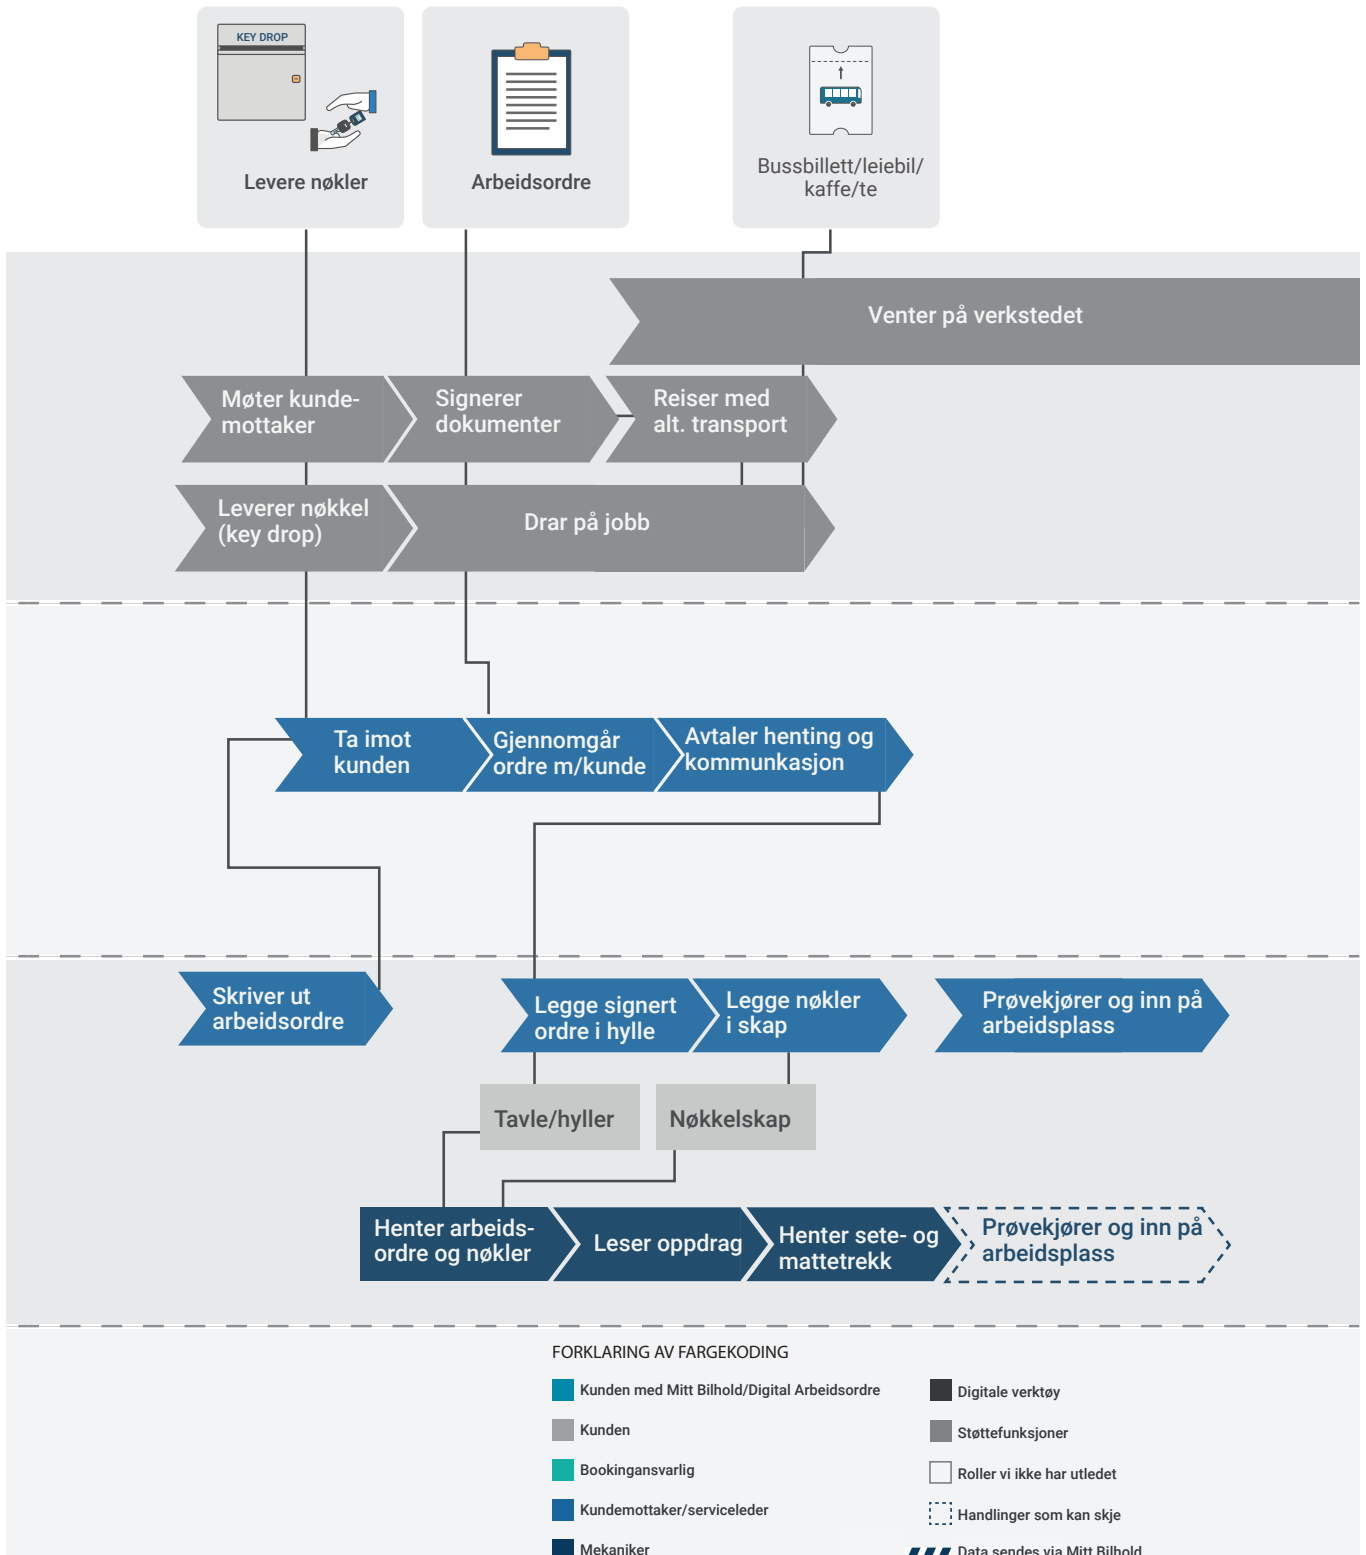 KEY DROP
Levere nøkler
Arbeidsordre
Bussbillett/leiebil/
kaffe/te
Venter på verkstedet
Møter kunde-
mottaker
Signerer
dokumenter
Reiser med
alt. transport
Leverer nøkkel
(key drop)
Drar på jobb
Ta imot
kunden
Gjennomgår
ordre m/kunde
Avtaler henting og
kommunkasjon
Skriver ut
arbeidsordre
Legge signert
ordre i hylle
Legge nøkler
i skap
Prøvekjører og inn på
arbeidsplass
Tavle/hyller
Nøkkelskap
Henter arbeids-
ordre og nøkler
Leser oppdrag
Henter sete- og
mattetrekk
Prøvekjører og inn på
arbeidsplass
FORKLARING AV FARGEKODING
Kunden med Mitt Bilhold/Digital Arbeidsordre
Kunden
Bookingansvarlig
Kundemottaker/serviceleder
Mekaniker
Digitale verktøy
Støttefunksjoner
Roller vi ikke har utledet
Handlinger som kan skje
Data sendes via Mitt Bilhold